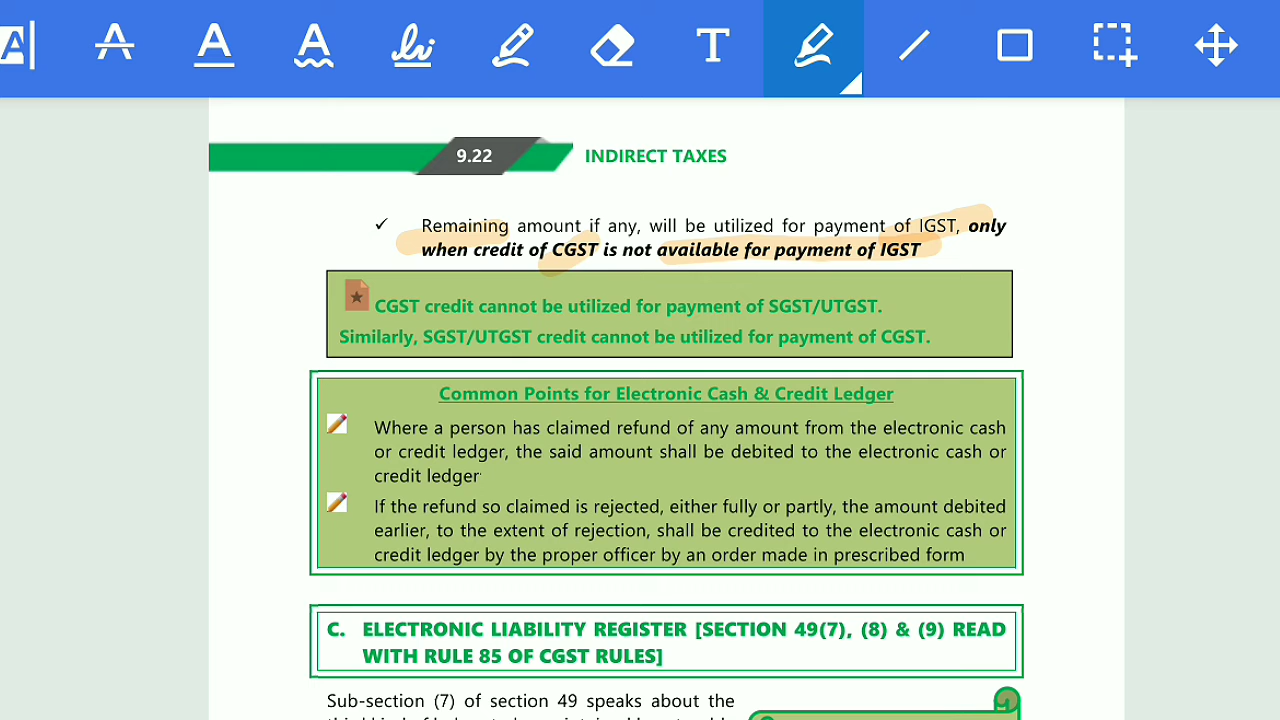 9.22 INDIRECT TAXES
✓ Remaining amount if any, will be utilized for payment of IGST, only
when credit of CGST is not available for payment of IGST
CGST credit cannot be utilized for payment of SGST/UTGST.
Similarly, SGST/UTGST credit cannot be utilized for payment of CGST.
Common Points for Electronic Cash & Credit Ledger
Where a person has claimed refund of any amount from the electronic cash
or credit ledger, the said amount shall be debited to the electronic cash or
credit ledger
If the refund so claimed is rejected, either fully or partly, the amount debited
earlier, to the extent of rejection, shall be credited to the electronic cash or
credit ledger by the proper officer by an order made in prescribed form
C. ELECTRONIC LIABILITY REGISTER [SECTION 49(7), (8) & (9) READ
WITH RULE 85 OF CGST RULES]
Sub-section (7) of section 49 speaks about the